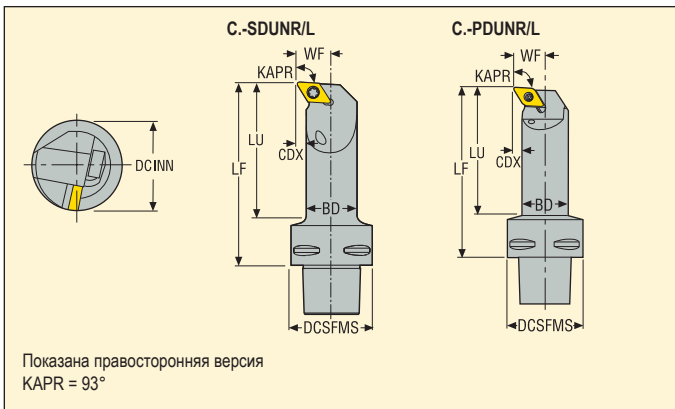 C.-SDUNR/L
C.-PDUNR/L
WF
KAPR
LU
LF
CDX
BD
DCSFMS
DCINN
WF
KAPR
LU
LF
CDX
BD
DCSFMS
Показана правосторонняя версия
KAPR = 93°